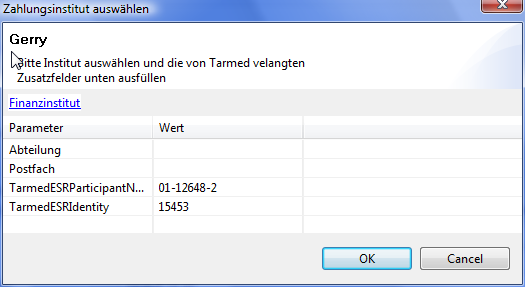 Zahlungsinstitut auswählen
Gerry
Bitte Institut auswählen und die von Tarmed velangten
Zusatzfelder unten ausfüllen
Finanzinstitut
Parameter Wert
Abteilung
Postfach
TarmedESRParticipantN... 01-12648-2
TarmedESRIdentity 15453
OK Cancel